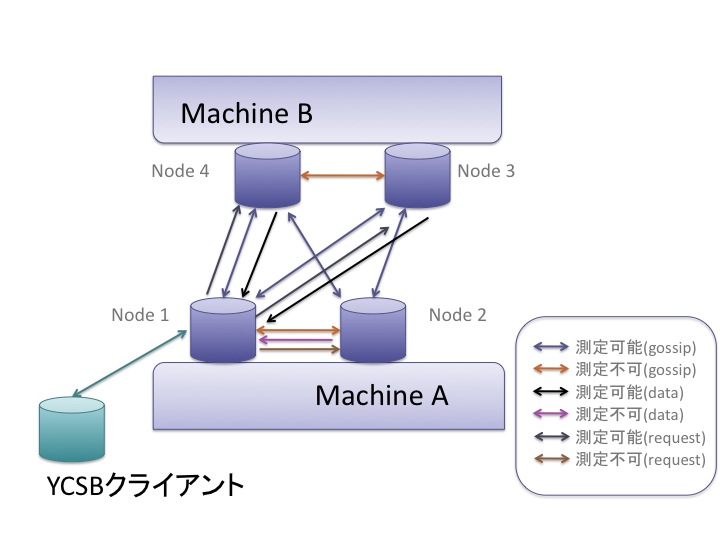 Machine B
Node 4
Node 3
Node 1
Node 2
測定可能(gossip)
測定不可(gossip)
測定可能(data)
測定不可(data)
測定可能(request)
測定不可(request)
Machine A
YCSBクライアント